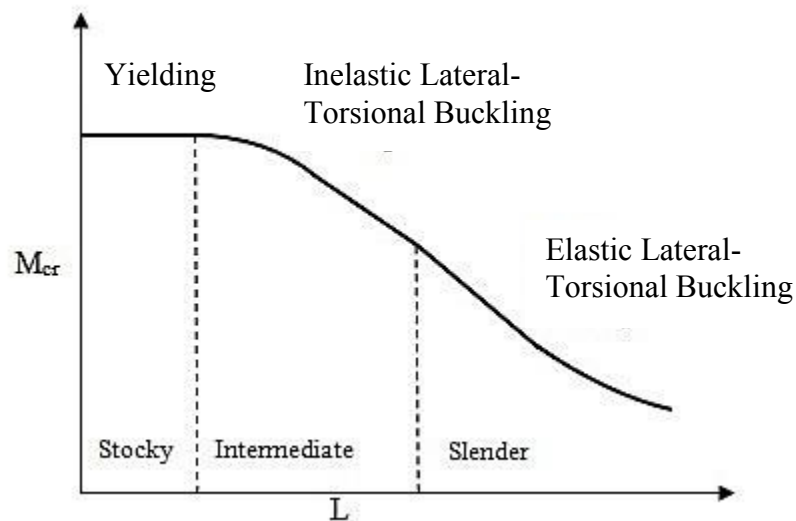 Yielding
Inelastic Lateral-
Torsional Buckling
Elastic Lateral-
Torsional Buckling
Mcr
Stocky
Intermediate
Slender
L